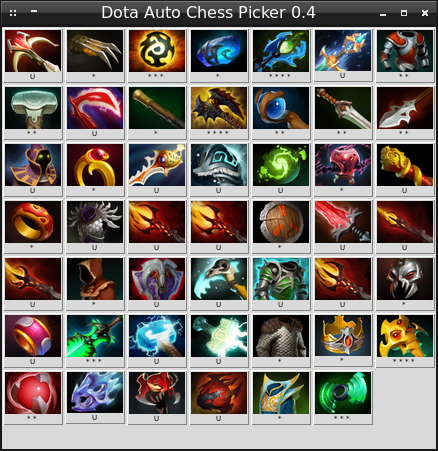 Dota Auto Chess Picker 0.4
U * *** * **** U **
** U * **** ** ** **
U * U U U * U
* U U U * U U
U * U U U U *
U *** U U * * ****
** U U U * ***